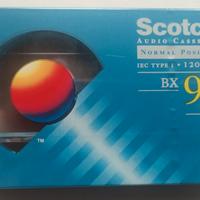 Scotc
AUDIO CASSE
NORMAL POSI
IEC TYPE I • 120
BX 9
TM